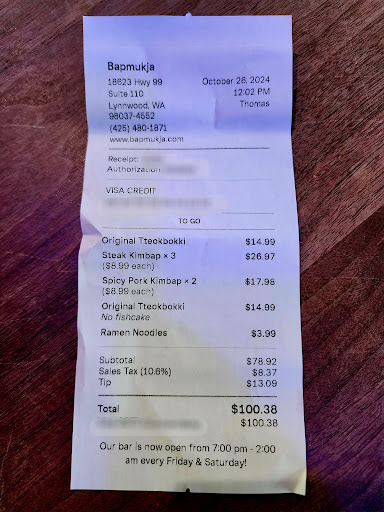 Bapmukja
18623 Hwy 99
October 26, 2024
Suite 110
12:02 PM
Lynnwood, WA
Thomas
98037-4552
(425) 480-1871
www.bapmukja.com
Receipt:
Authorization
VISA CREDIT
TO GO
Original Tteokbokki $14.99
Steak Kimbap × 3 $26.97
($8.99 each)
Spicy Pork Kimbap × 2 $17.98
($8.99 each)
Original Tteokbokki $14.99
No fishcake
Ramen Noodles $3.99
Subtotal $78.92
Sales Tax (10.6%) $8.37
Tip $13.09
Total $100.38
$100.38
Our bar is now open from 7:00 pm - 2:00
am every Friday & Saturday!